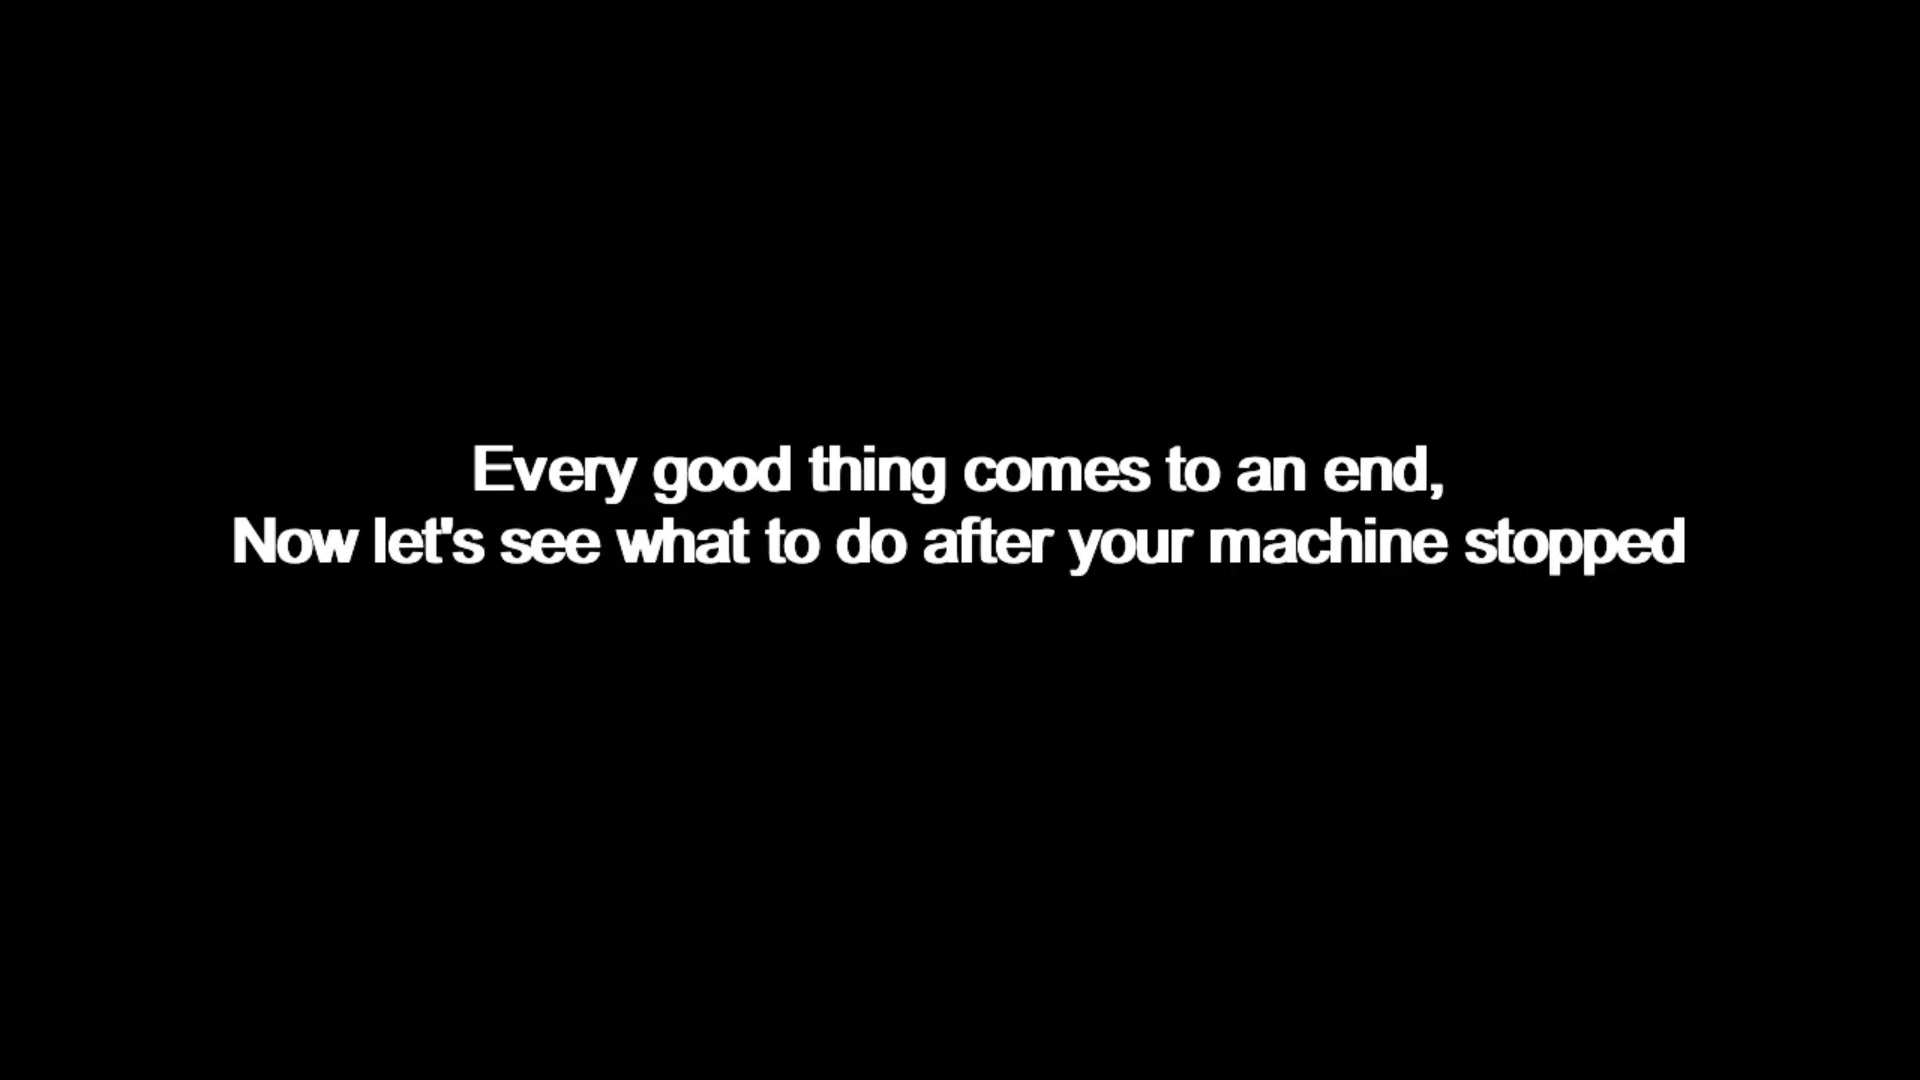 Every good thing comes to an end,
Now let's see what to do after your machine stopped